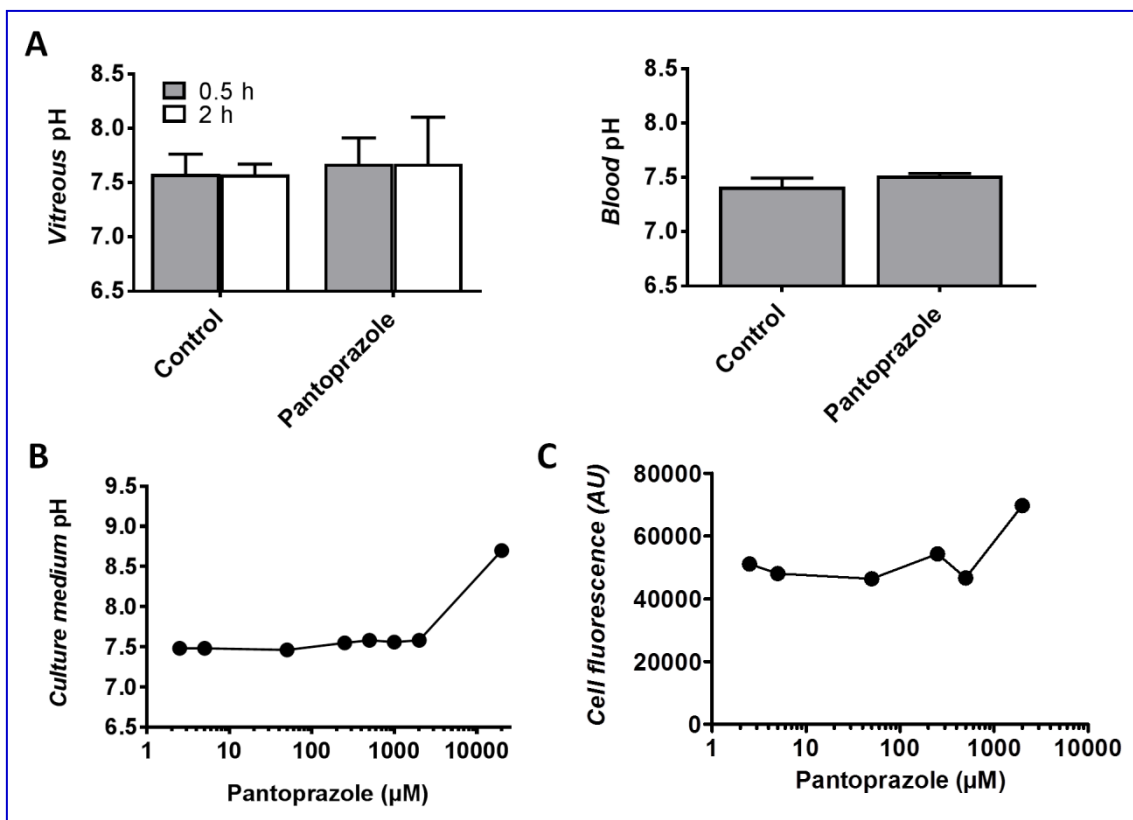 A
Vitreous pH
8.5
8.0
7.5
7.0
6.5
0.5 h
2 h
Control
Pantoprazole
Blood pH
8.5
8.0
7.5
7.0
6.5
Control
Pantoprazole
B
Culture medium pH
9.5
9.0
8.5
8.0
7.5
7.0
6.5
1 10 100 1000 10000
Pantoprazole (µM)
C
Cell fluorescence (AU)
80000
60000
40000
20000
0
1 10 100 1000 10000
Pantoprazole (µM)